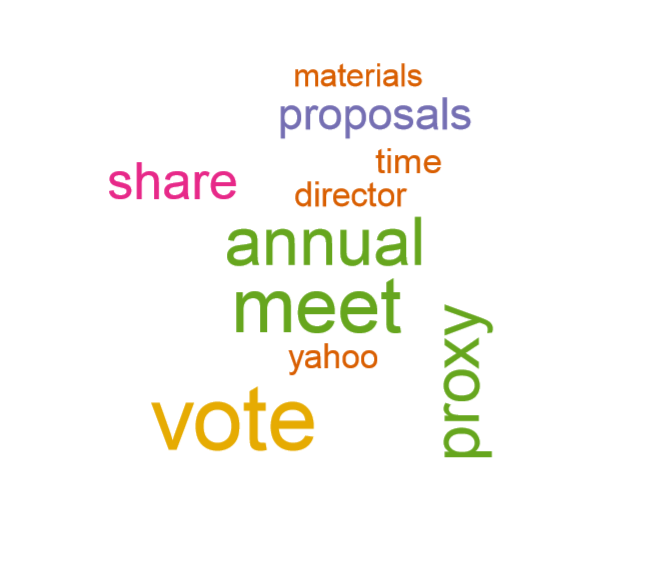 materials
proposals
time
share
director
annual
meet
proxy
yahoo
vote